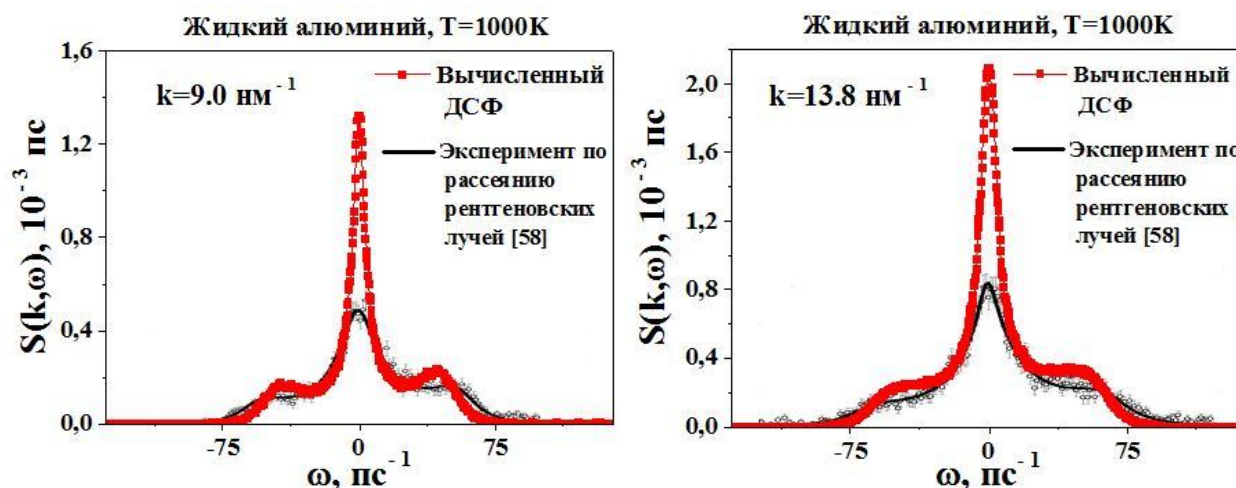 Жидкий алюминий, T=1000K
1,6
k=9.0 нм⁻¹
Вычисленный
ДСФ
Эксперимент по
рассеянию
рентгеновских
лучей [58]
1,2
0,8
0,4
0,0
S(k,ω), 10⁻³ пс
-75 0 75
ω, пс⁻¹
Жидкий алюминий, T=1000K
k=13.8 нм⁻¹
Вычисленный
ДСФ
Эксперимент по
рассеянию
рентгеновских
лучей [58]
2,0
1,6
1,2
0,8
0,4
0,0
S(k,ω), 10⁻³ пс
-75 0 75
ω, пс⁻¹